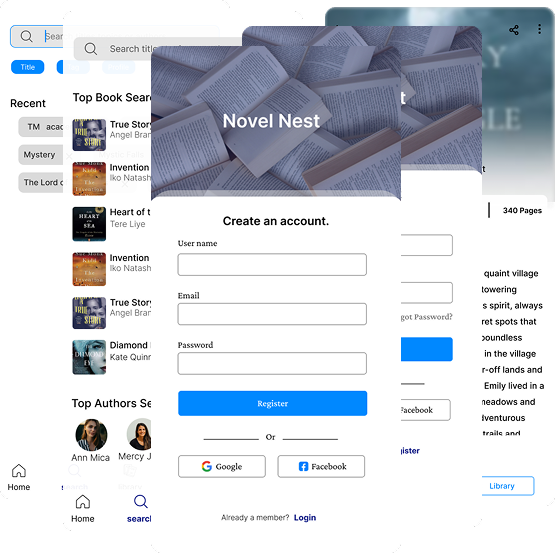 Sear
Title
Recent
TM acac
Mystery
The Lord o
Home
Search title
Top Book Searc
True Story
Angel Bran
Invention
Iko Natash
Heart of t
Tere Liye
Invention
Iko Natash
True Story
Angel Bran
Diamond
Kate Quinn
Top Authors Se
Ann Mica
Mercy J
Home
search
Novel Nest
Create an account.
User name
Email
Password
Register
Or
Google
Facebook
Already a member? Login
t
got Password?
Facebook
gister
t
340 Pages
quaint village
towering
s spirit, always
ret spots that
boundless
in the village
r-off lands and
Emily lived in a
meadows and
dventurous
trails and
Library